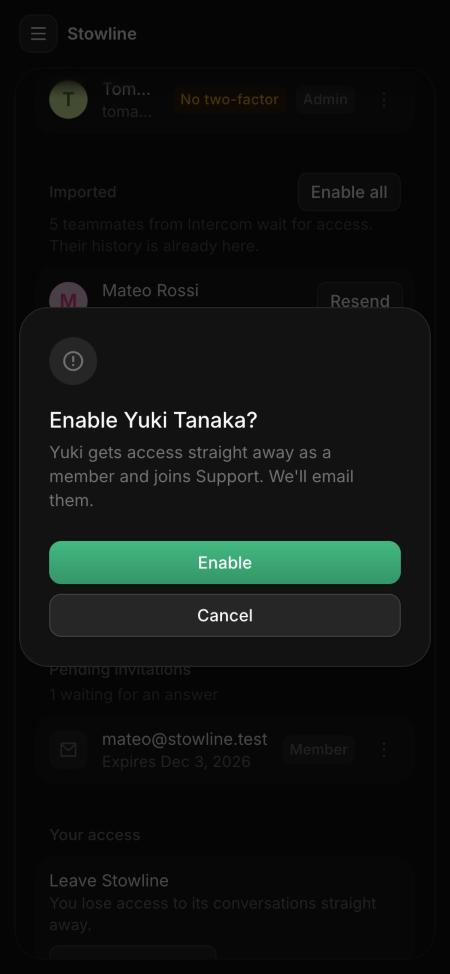 Stowline
T
Tom...
toma...
No two-factor
Admin
Imported
Enable all
5 teammates from Intercom wait for access.
Their history is already here.
M
Mateo Rossi
Resend
Enable Yuki Tanaka?
Yuki gets access straight away as a
member and joins Support. We'll email
them.
Enable
Cancel
Pending invitations
1 waiting for an answer
mateo@stowline.test
Expires Dec 3, 2026
Member
Your access
Leave Stowline
You lose access to its conversations straight
away.